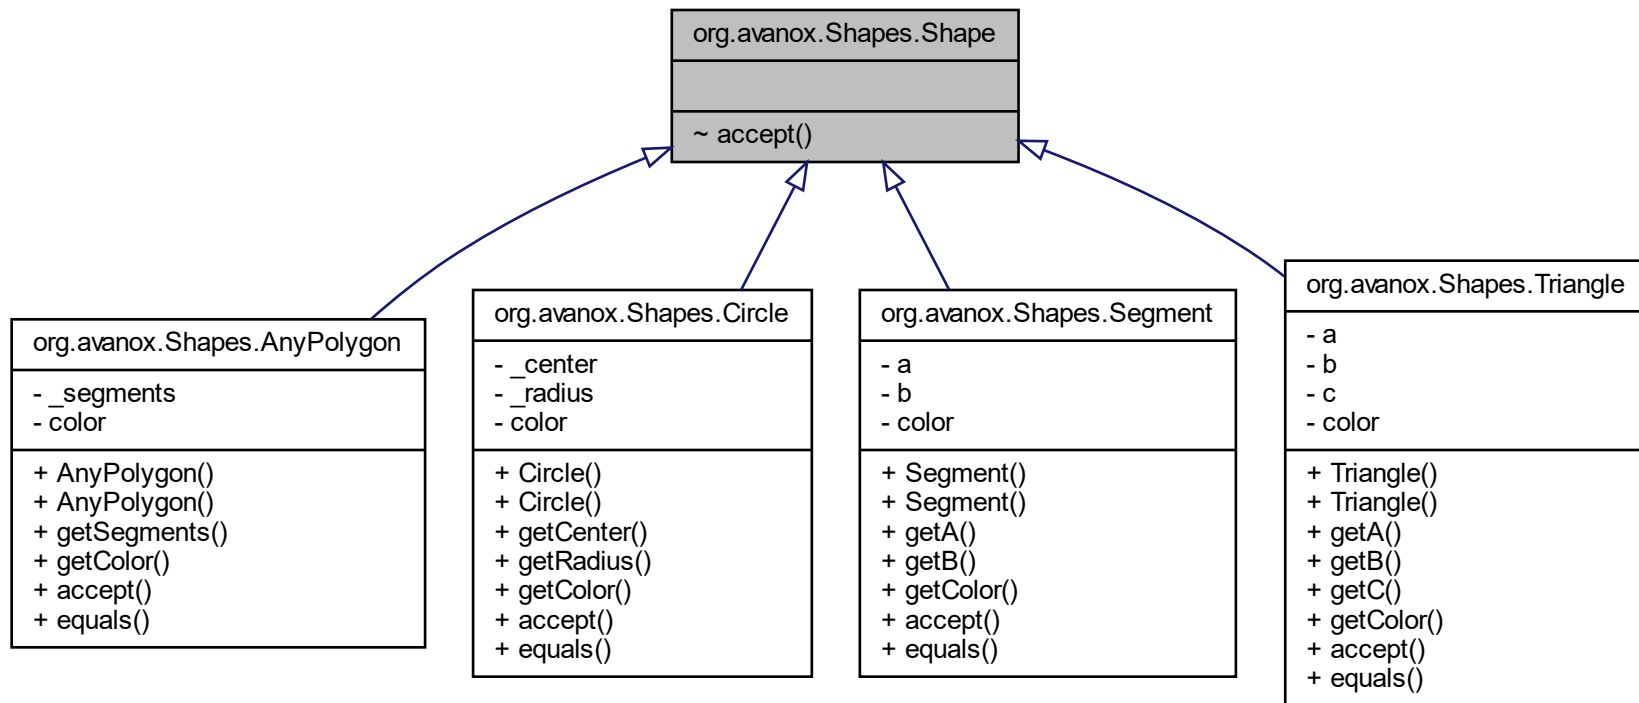 org.avanox.Shapes.Shape
~ accept()
org.avanox.Shapes.AnyPolygon
- _segments
- color
+ AnyPolygon()
+ AnyPolygon()
+ getSegments()
+ getColor()
+ accept()
+ equals()
org.avanox.Shapes.Circle
- _center
- _radius
- color
+ Circle()
+ Circle()
+ getCenter()
+ getRadius()
+ getColor()
+ accept()
+ equals()
org.avanox.Shapes.Segment
- a
- b
- color
+ Segment()
+ Segment()
+ getA()
+ getB()
+ getColor()
+ accept()
+ equals()
org.avanox.Shapes.Triangle
- a
- b
- c
- color
+ Triangle()
+ Triangle()
+ getA()
+ getB()
+ getC()
+ getColor()
+ accept()
+ equals()